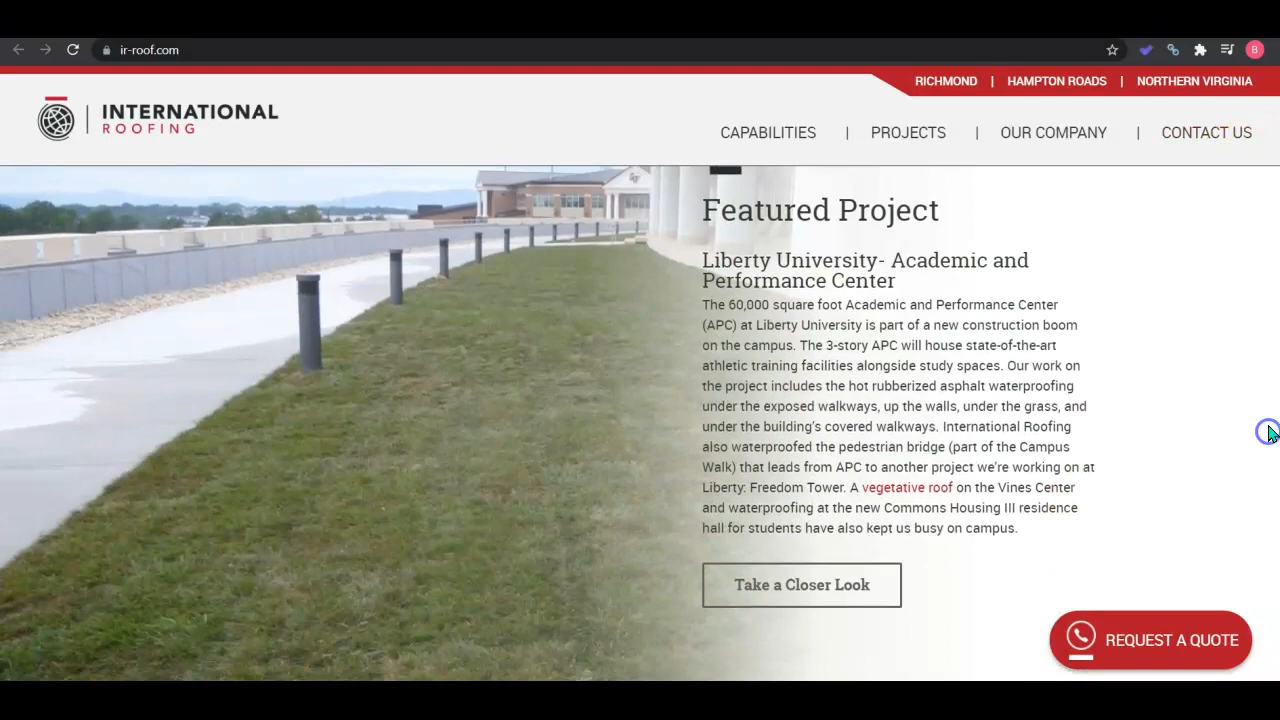 ir-roof.com
B
RICHMOND | HAMPTON ROADS | NORTHERN VIRGINIA
INTERNATIONAL
ROOFING
CAPABILITIES | PROJECTS | OUR COMPANY | CONTACT US
Featured Project
Liberty University- Academic and
Performance Center
The 60,000 square foot Academic and Performance Center
(APC) at Liberty University is part of a new construction boom
on the campus. The 3-story APC will house state-of-the-art
athletic training facilities alongside study spaces. Our work on
the project includes the hot rubberized asphalt waterproofing
under the exposed walkways, up the walls, under the grass, and
under the building's covered walkways. International Roofing
also waterproofed the pedestrian bridge (part of the Campus
Walk) that leads from APC to another project we're working on at
Liberty: Freedom Tower. A vegetative roof on the Vines Center
and waterproofing at the new Commons Housing III residence
hall for students have also kept us busy on campus.
Take a Closer Look
REQUEST A QUOTE